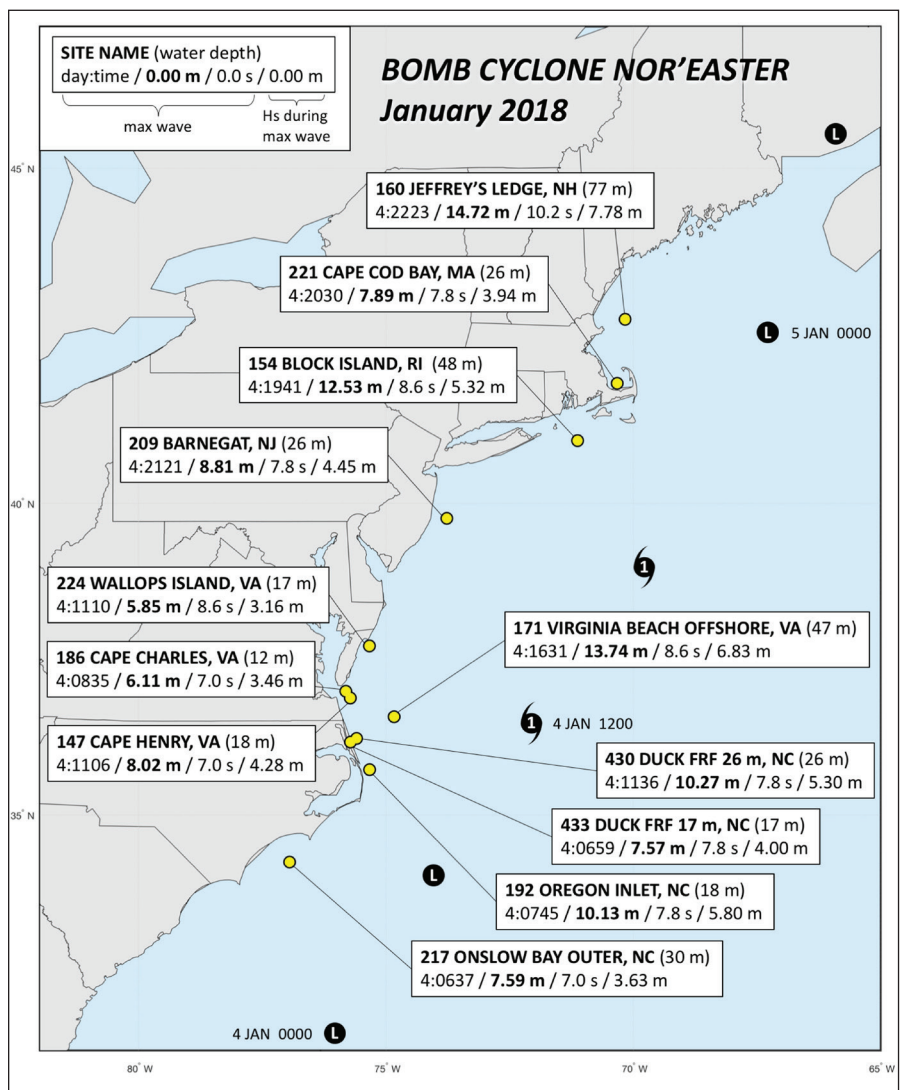 SITE NAME (water depth)
day:time / 0.00 m / 0.0 s / 0.00 m
max wave
Hs during
max wave
BOMB CYCLONE NOR'EASTER
January 2018
L
45° N
160 JEFFREY'S LEDGE, NH (77 m)
4:2223 / 14.72 m / 10.2 s / 7.78 m
221 CAPE COD BAY, MA (26 m)
4:2030 / 7.89 m / 7.8 s / 3.94 m
L 5 JAN 0000
154 BLOCK ISLAND, RI (48 m)
4:1941 / 12.53 m / 8.6 s / 5.32 m
209 BARNEGAT, NJ (26 m)
4:2121 / 8.81 m / 7.8 s / 4.45 m
40° N
1
224 WALLOPS ISLAND, VA (17 m)
4:1110 / 5.85 m / 8.6 s / 3.16 m
171 VIRGINIA BEACH OFFSHORE, VA (47 m)
4:1631 / 13.74 m / 8.6 s / 6.83 m
186 CAPE CHARLES, VA (12 m)
4:0835 / 6.11 m / 7.0 s / 3.46 m
1 4 JAN 1200
147 CAPE HENRY, VA (18 m)
4:1106 / 8.02 m / 7.0 s / 4.28 m
430 DUCK FRF 26 m, NC (26 m)
4:1136 / 10.27 m / 7.8 s / 5.30 m
35° N
433 DUCK FRF 17 m, NC (17 m)
4:0659 / 7.57 m / 7.8 s / 4.00 m
L
192 OREGON INLET, NC (18 m)
4:0745 / 10.13 m / 7.8 s / 5.80 m
217 ONSLOW BAY OUTER, NC (30 m)
4:0637 / 7.59 m / 7.0 s / 3.63 m
4 JAN 0000 L
80° W
75° W
70° W
65° W